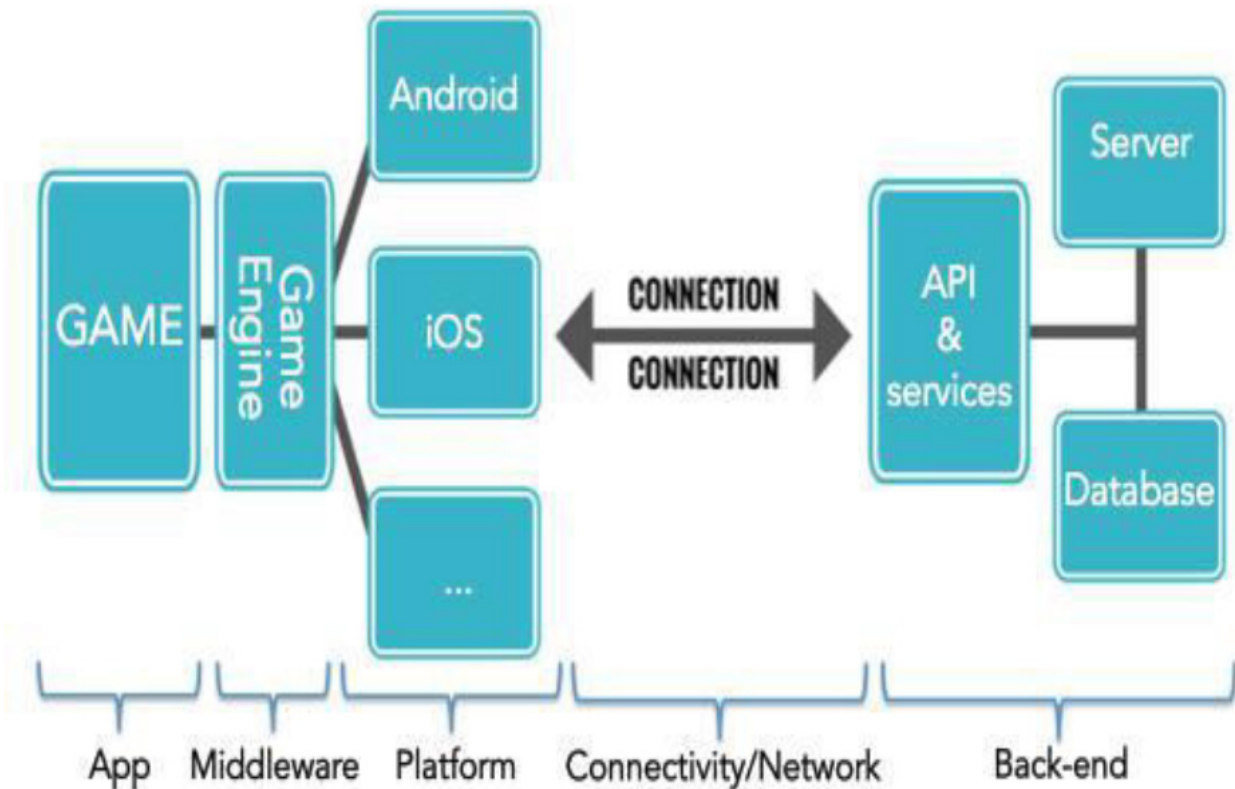 Android
Server
GAME
Game
Engine
iOS
CONNECTION
CONNECTION
API
&
services
Database
...
App
Middleware
Platform
Connectivity/Network
Back-end